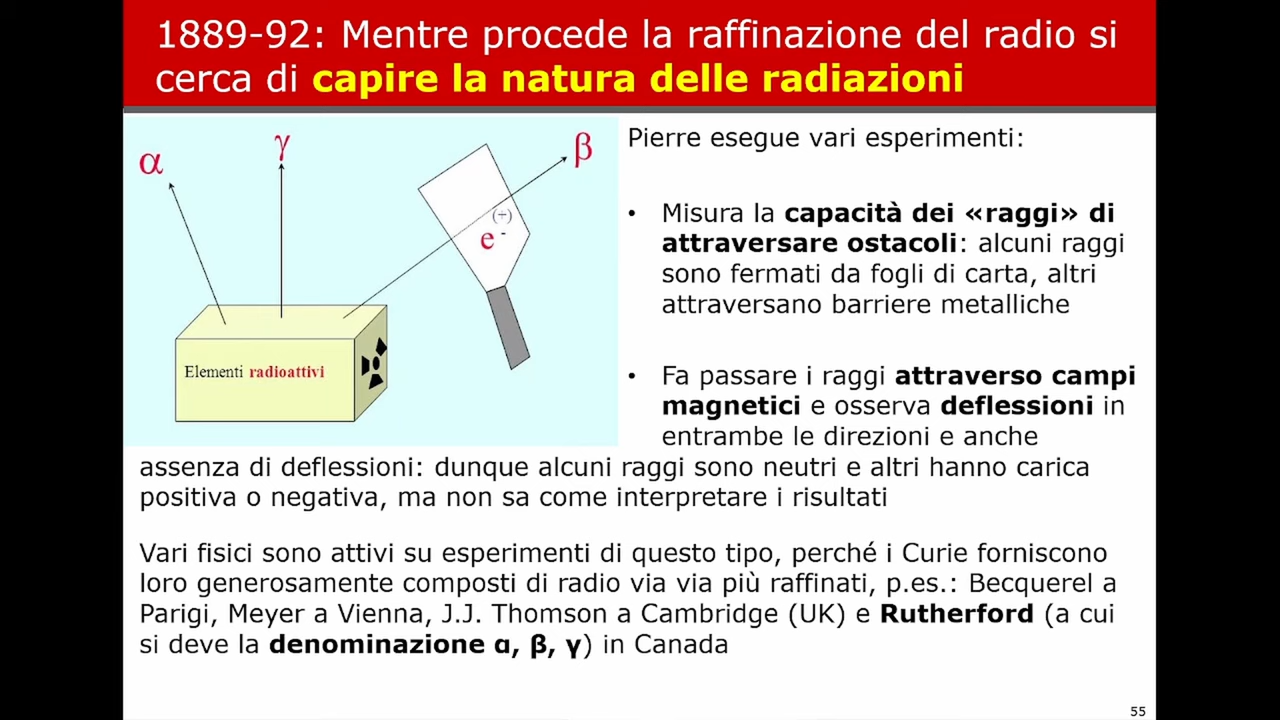 1889-92: Mentre procede la raffinazione del radio si
cerca di capire la natura delle radiazioni
α
γ
β
(+)
e -
Elementi radioattivi
Pierre esegue vari esperimenti:
• Misura la capacità dei «raggi» di
attraversare ostacoli: alcuni raggi
sono fermati da fogli di carta, altri
attraversano barriere metalliche
• Fa passare i raggi attraverso campi
magnetici e osserva deflessioni in
entrambe le direzioni e anche
assenza di deflessioni: dunque alcuni raggi sono neutri e altri hanno carica
positiva o negativa, ma non sa come interpretare i risultati
Vari fisici sono attivi su esperimenti di questo tipo, perché i Curie forniscono
loro generosamente composti di radio via via più raffinati, p.es.: Becquerel a
Parigi, Meyer a Vienna, J.J. Thomson a Cambridge (UK) e Rutherford (a cui
si deve la denominazione α, β, γ) in Canada
55